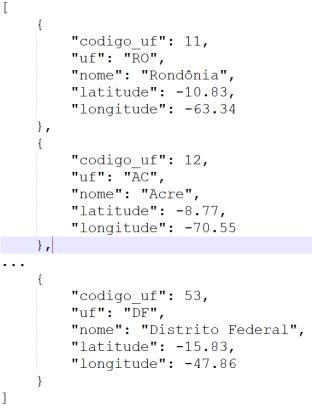 [
{
"codigo_uf": 11,
"uf": "RO",
"nome": "Rondônia",
"latitude": -10.83,
"longitude": -63.34
},
{
"codigo_uf": 12,
"uf": "AC",
"nome": "Acre",
"latitude": -8.77,
"longitude": -70.55
},
...
{
"codigo_uf": 53,
"uf": "DF",
"nome": "Distrito Federal",
"latitude": -15.83,
"longitude": -47.86
}
]